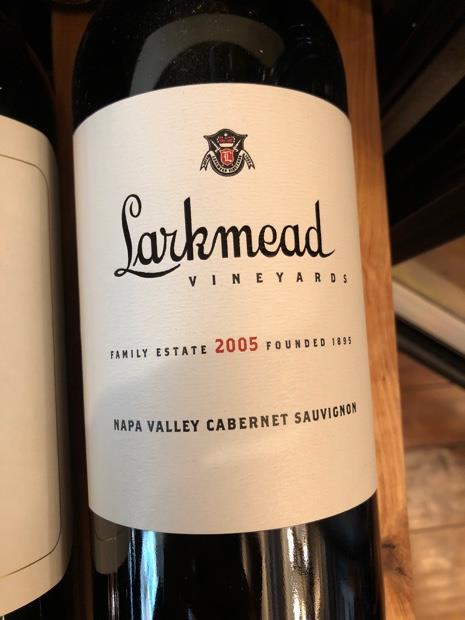 L
Larkmead
VINEYARDS
FAMILY ESTATE 2005 FOUNDED 1895
NAPA VALLEY CABERNET SAUVIGNON